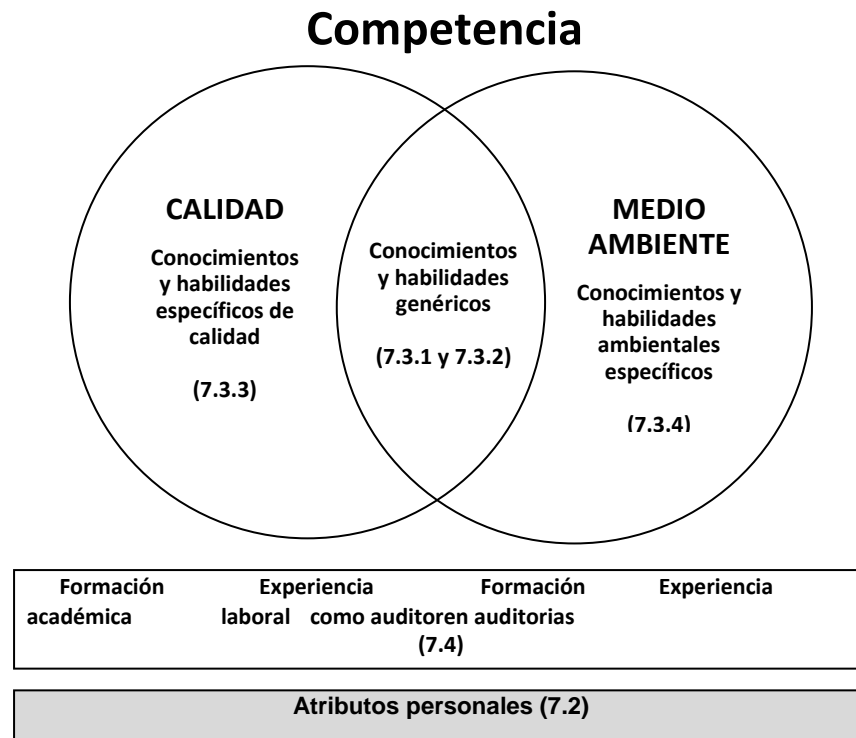 Competencia
CALIDAD
Conocimientos
y habilidades
específicos de
calidad
(7.3.3)
Conocimientos
y habilidades
genéricos
(7.3.1 y 7.3.2)
MEDIO
AMBIENTE
Conocimientos y
habilidades
ambientales
específicos
(7.3.4)
Formación Experiencia Formación Experiencia
académica laboral como auditoren auditorias
(7.4)
Atributos personales (7.2)